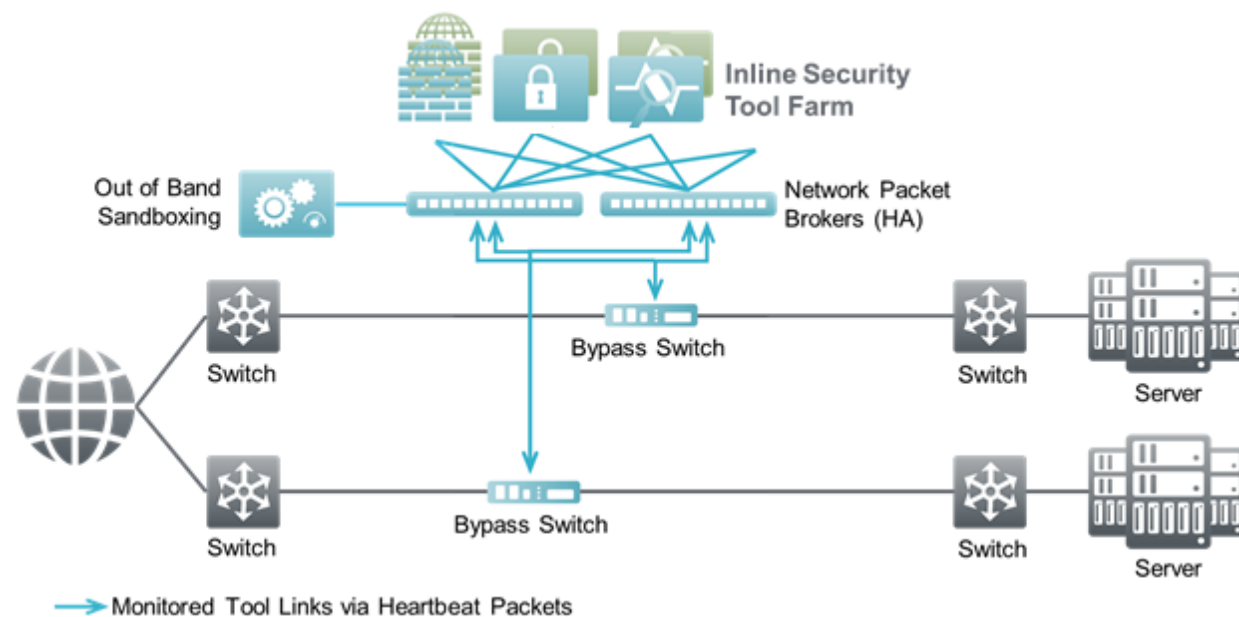 Inline Security
Tool Farm
Out of Band
Sandboxing
Network Packet
Brokers (HA)
Switch
Bypass Switch
Switch
Server
Switch
Bypass Switch
Switch
Server
Monitored Tool Links via Heartbeat Packets